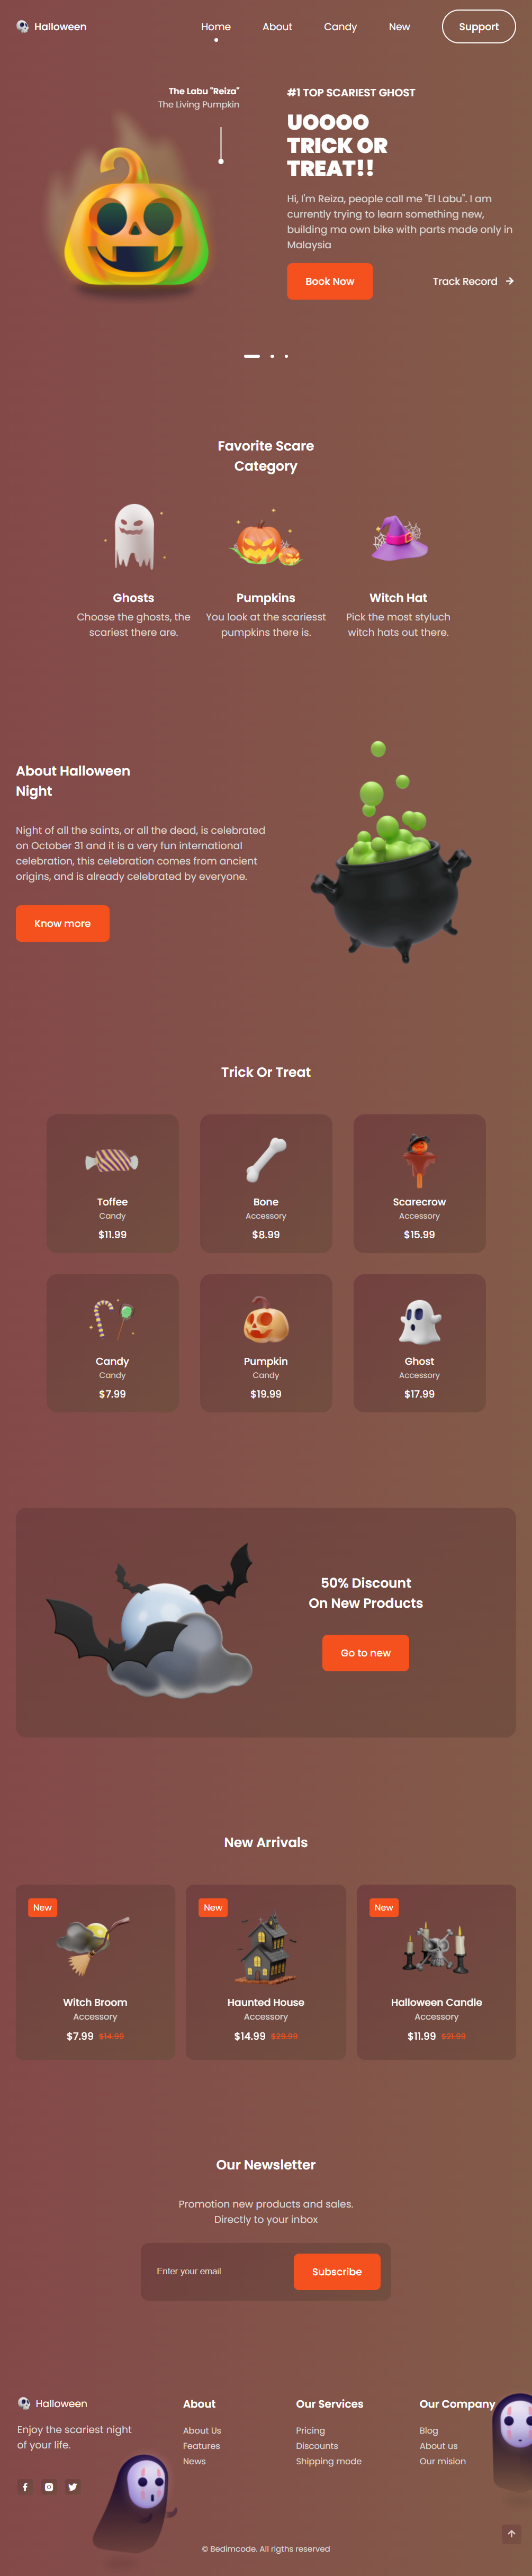 Halloween
Home
About
Candy
New
Support
The Labu "Reiza"
The Living Pumpkin
#1 TOP SCARIEST GHOST
UOOOO
TRICK OR
TREAT!!
Hi, I'm Reiza, people call me "El Labu". I am
currently trying to learn something new,
building ma own bike with parts made only in
Malaysia
Book Now
Track Record
Favorite Scare
Category
Ghosts
Choose the ghosts, the
scariest there are.
Pumpkins
You look at the scariesst
pumpkins there is.
Witch Hat
Pick the most styluch
witch hats out there.
About Halloween
Night
Night of all the saints, or all the dead, is celebrated
on October 31 and it is a very fun international
celebration, this celebration comes from ancient
origins, and is already celebrated by everyone.
Know more
Trick Or Treat
Toffee
Candy
$11.99
Bone
Accessory
$8.99
Scarecrow
Accessory
$15.99
Candy
Candy
$7.99
Pumpkin
Candy
$19.99
Ghost
Accessory
$17.99
50% Discount
On New Products
Go to new
New Arrivals
New
Witch Broom
Accessory
$7.99 $14.99
New
Haunted House
Accessory
$14.99 $29.99
New
Halloween Candle
Accessory
$11.99 $21.99
Our Newsletter
Promotion new products and sales.
Directly to your inbox
Enter your email
Subscribe
Halloween
Enjoy the scariest night
of your life.
About
About Us
Features
News
Our Services
Pricing
Discounts
Shipping mode
Our Company
Blog
About us
Our mision
© Bedimcode. All rigths reserved